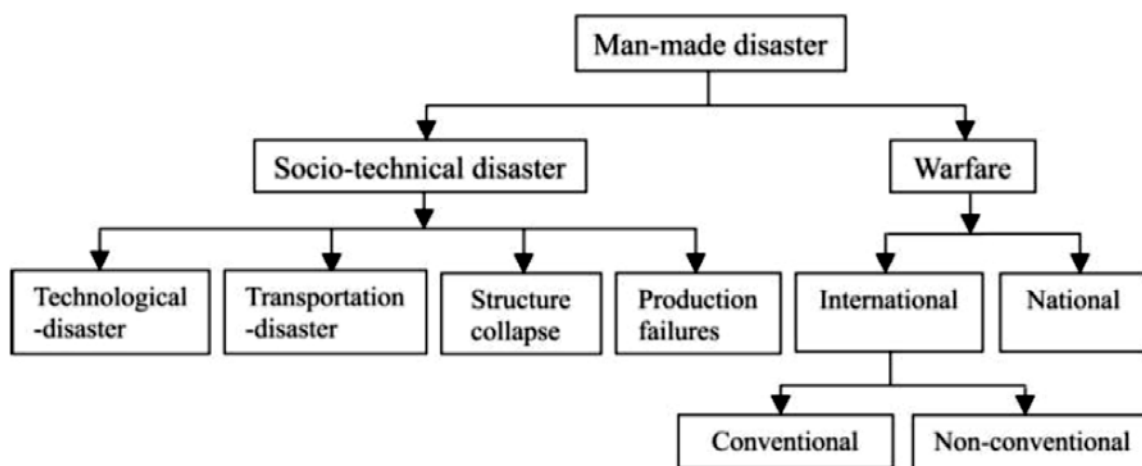 Man-made disaster
Socio-technical disaster
Warfare
Technological
-disaster
Transportation
-disaster
Structure
collapse
Production
failures
International
National
Conventional
Non-conventional